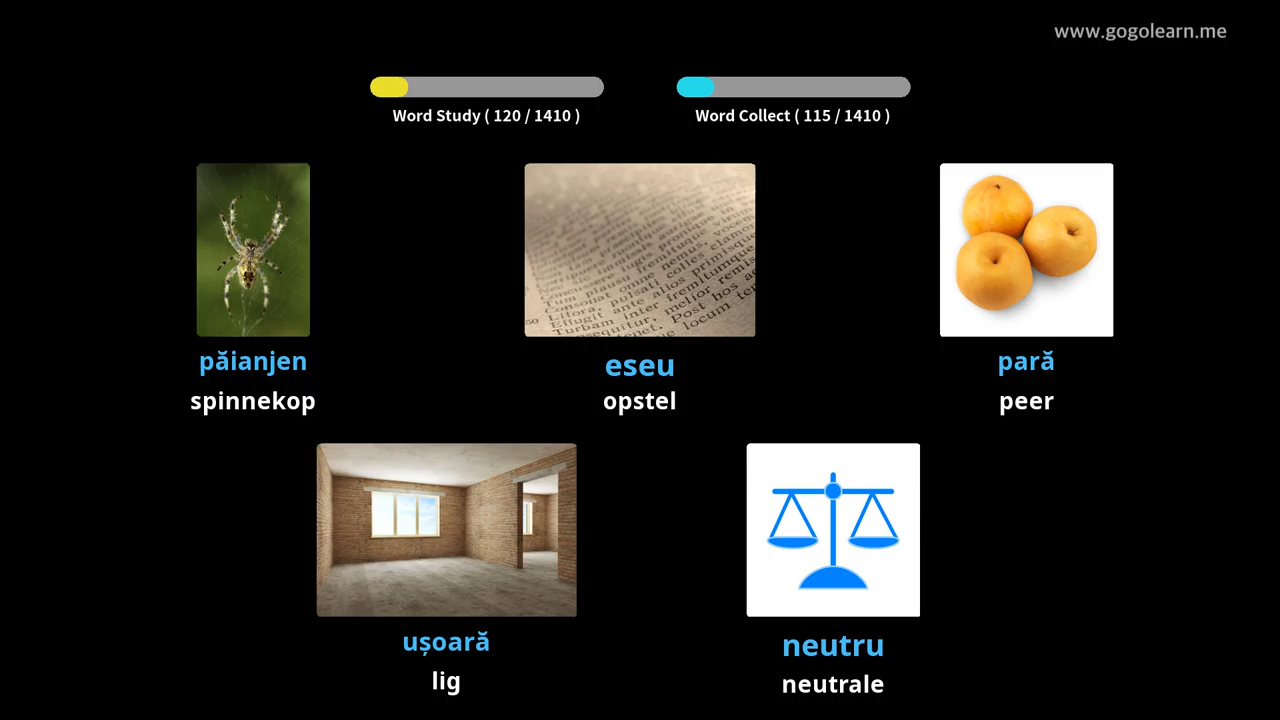 www.gogolearn.me
Word Study ( 120 / 1410 )
Word Collect ( 115 / 1410 )
păianjen
spinnekop
eseu
opstel
pară
peer
ușoară
lig
neutru
neutrale